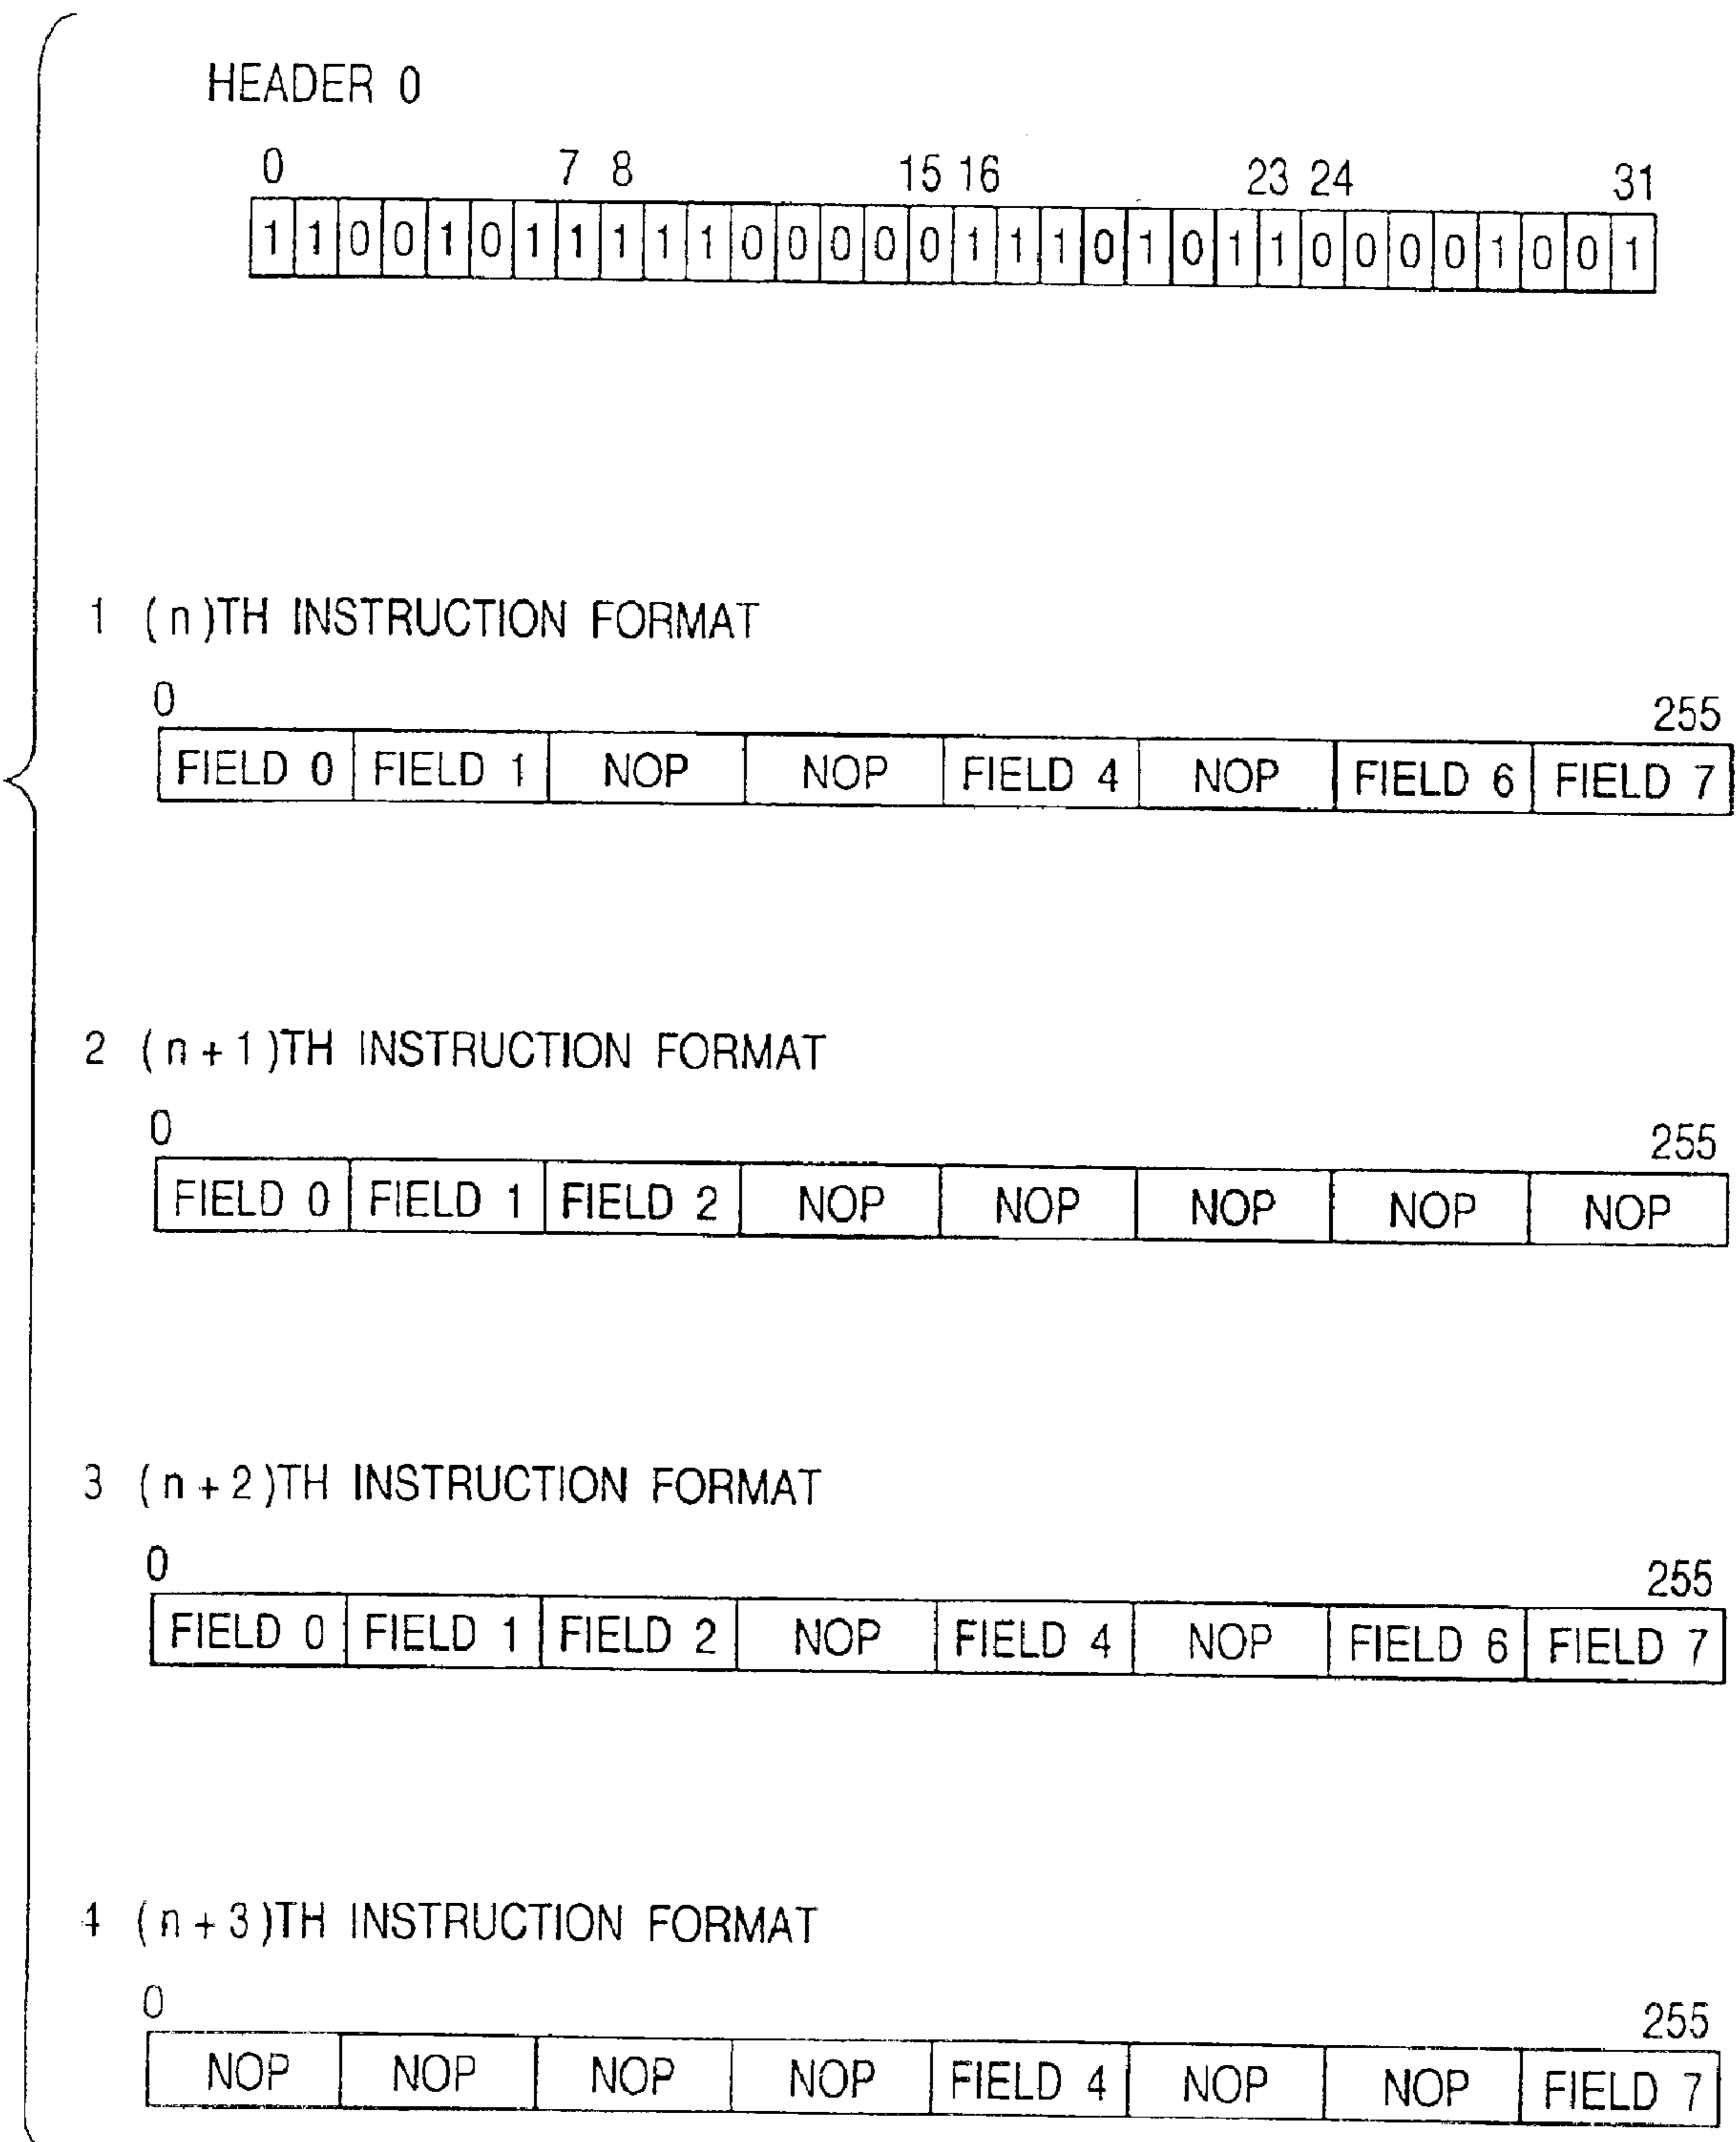 HEADER 0
0 7 8 15 16 23 24 31
1 1 0 0 1 0 1 1 1 1 1 0 0 0 0 0 1 1 1 0 1 0 1 1 0 0 0 0 1 0 0 1
1 (n)TH INSTRUCTION FORMAT
0 255
FIELD 0 FIELD 1 NOP NOP FIELD 4 NOP FIELD 6 FIELD 7
2 (n+1)TH INSTRUCTION FORMAT
0 255
FIELD 0 FIELD 1 FIELD 2 NOP NOP NOP NOP NOP
3 (n+2)TH INSTRUCTION FORMAT
0 255
FIELD 0 FIELD 1 FIELD 2 NOP FIELD 4 NOP FIELD 6 FIELD 7
4 (n+3)TH INSTRUCTION FORMAT
0 255
NOP NOP NOP NOP FIELD 4 NOP NOP FIELD 7